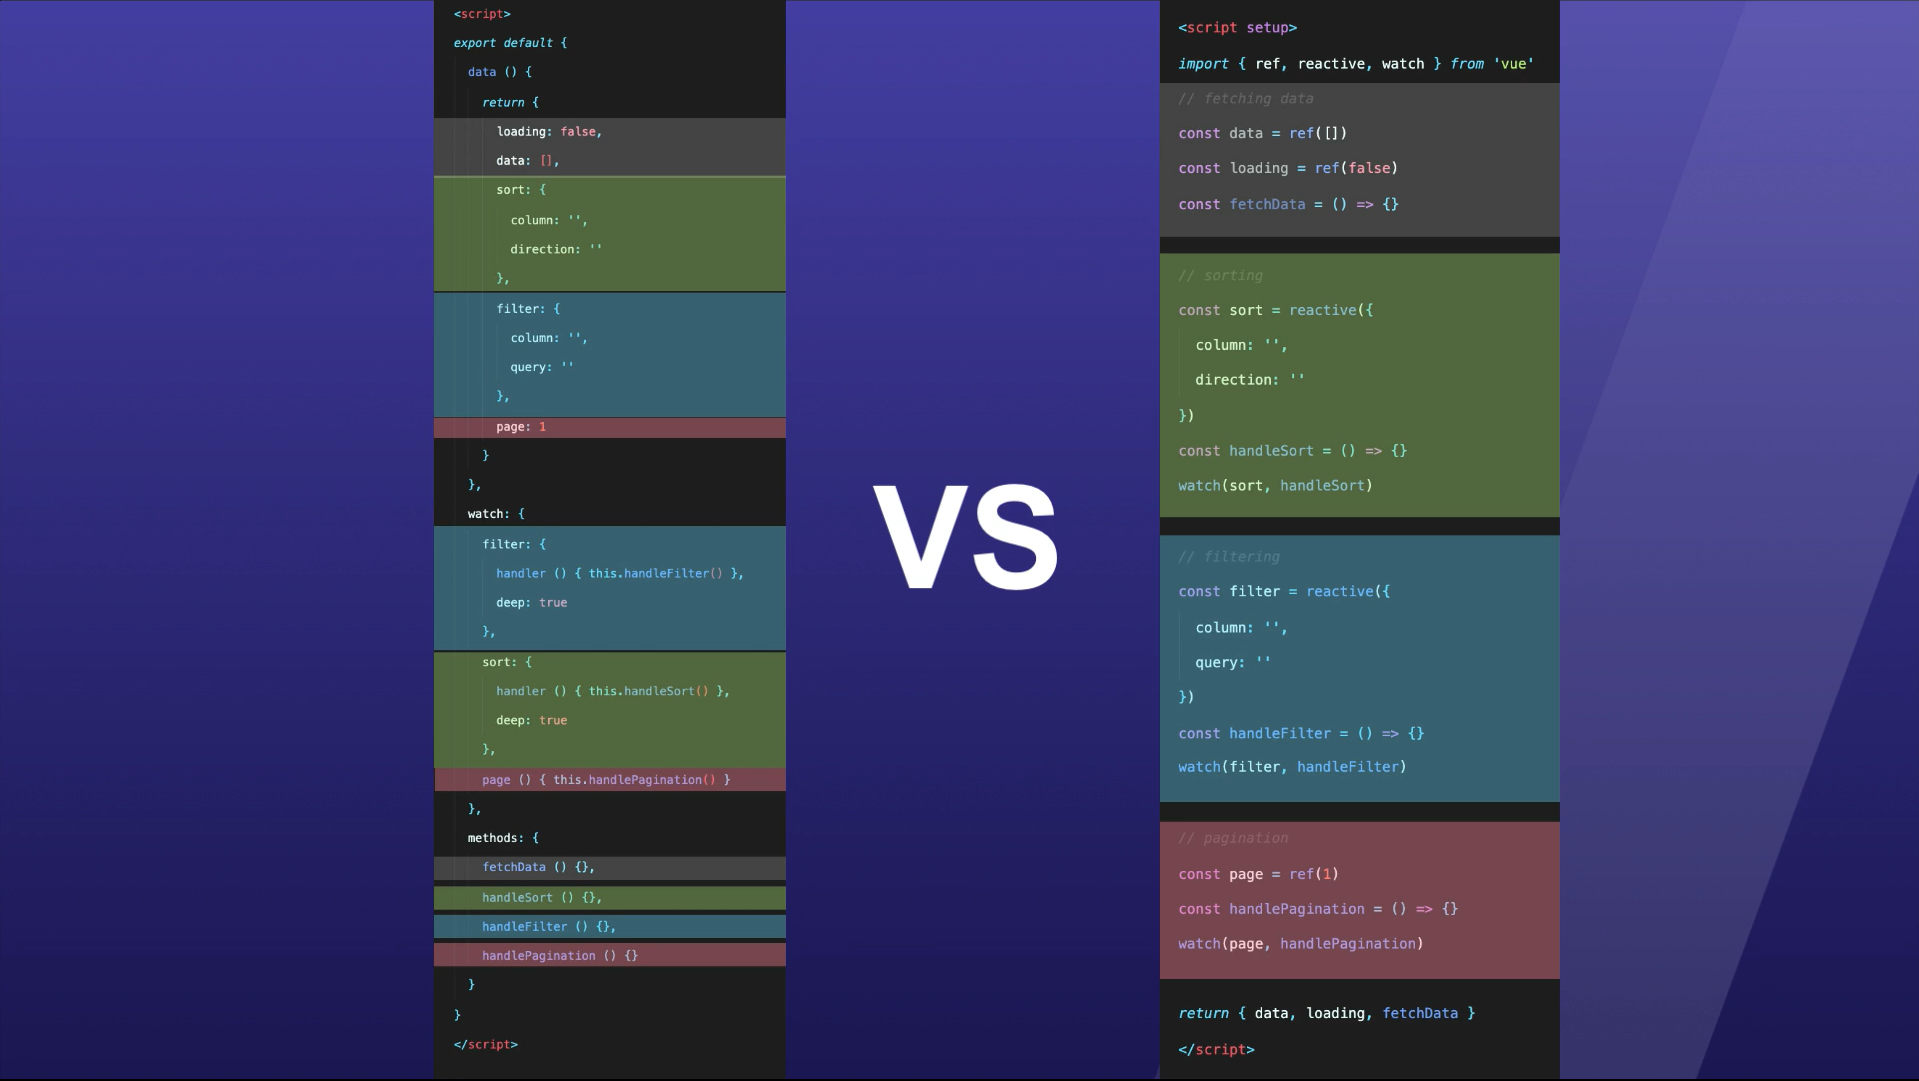 <script>
export default {
data () {
return {
loading: false,
data: [],
sort: {
column: '',
direction: ''
},
filter: {
column: '',
query: ''
},
page: 1
}
},
watch: {
filter: {
handler () { this.handleFilter() },
deep: true
},
sort: {
handler () { this.handleSort() },
deep: true
},
page () { this.handlePagination() }
},
methods: {
fetchData () {},
handleSort () {},
handleFilter () {},
handlePagination () {}
}
}
</script>
VS
<script setup>
import { ref, reactive, watch } from 'vue'
// fetching data
const data = ref([])
const loading = ref(false)
const fetchData = () => {}
// sorting
const sort = reactive({
column: '',
direction: ''
})
const handleSort = () => {}
watch(sort, handleSort)
// filtering
const filter = reactive({
column: '',
query: ''
})
const handleFilter = () => {}
watch(filter, handleFilter)
// pagination
const page = ref(1)
const handlePagination = () => {}
watch(page, handlePagination)
return { data, loading, fetchData }
</script>